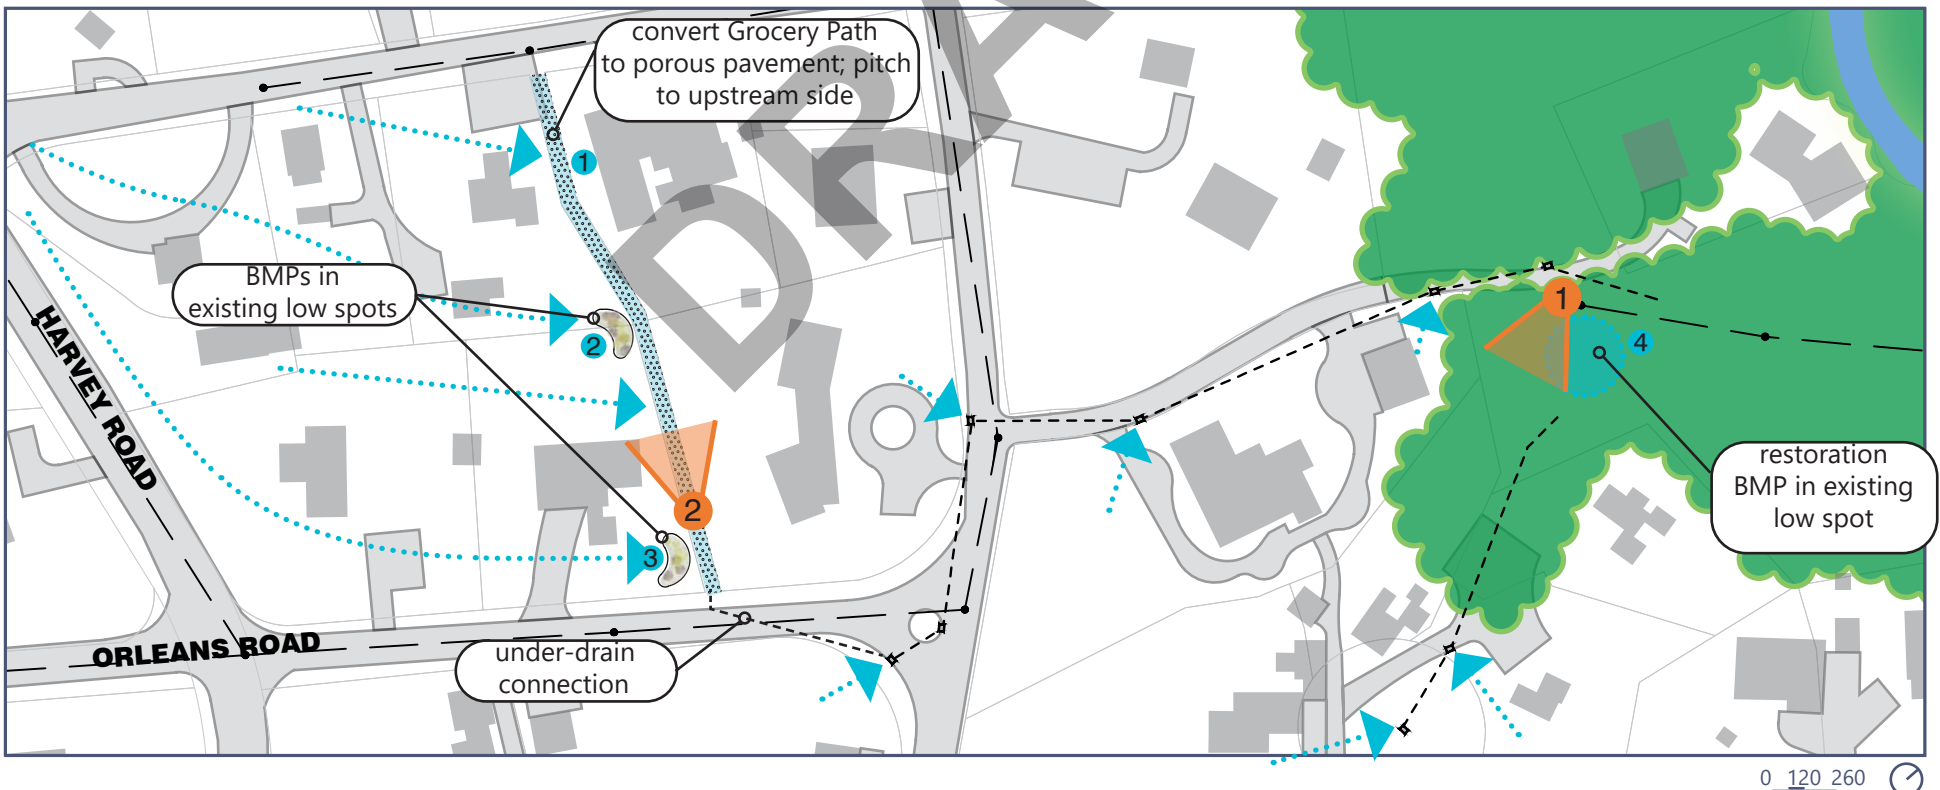 convert Grocery Path
to porous pavement; pitch
to upstream side
1
BMPs in
existing low spots
2
HARVEY ROAD
2
3
ORLEANS ROAD
under-drain
connection
1
4
restoration
BMP in existing
low spot
DRA
0 120 260